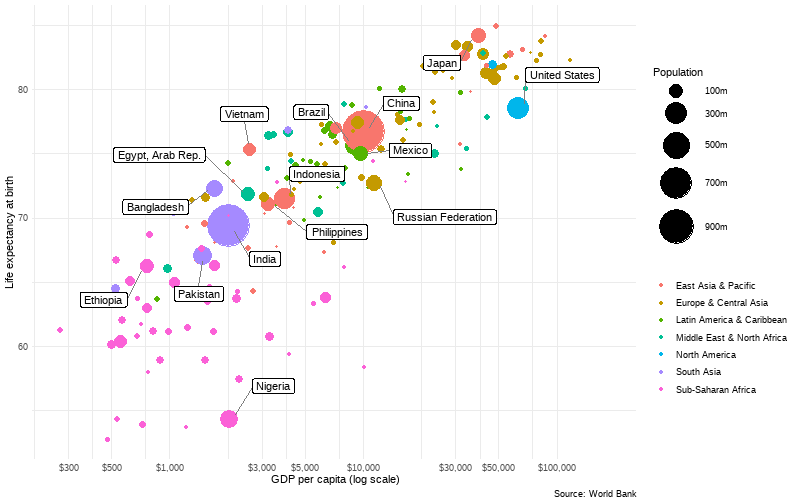 Life expectancy at birth
80
70
60
Japan
United States
China
Brazil
Vietnam
Mexico
Egypt, Arab Rep.
Indonesia
Bangladesh
Russian Federation
Philippines
India
Pakistan
Ethiopia
Nigeria
$300
$500
$1,000
$3,000
$5,000
$10,000
$30,000
$50,000
$100,000
GDP per capita (log scale)
Population
100m
300m
500m
700m
900m
East Asia & Pacific
Europe & Central Asia
Latin America & Caribbean
Middle East & North Africa
North America
South Asia
Sub-Saharan Africa
Source: World Bank